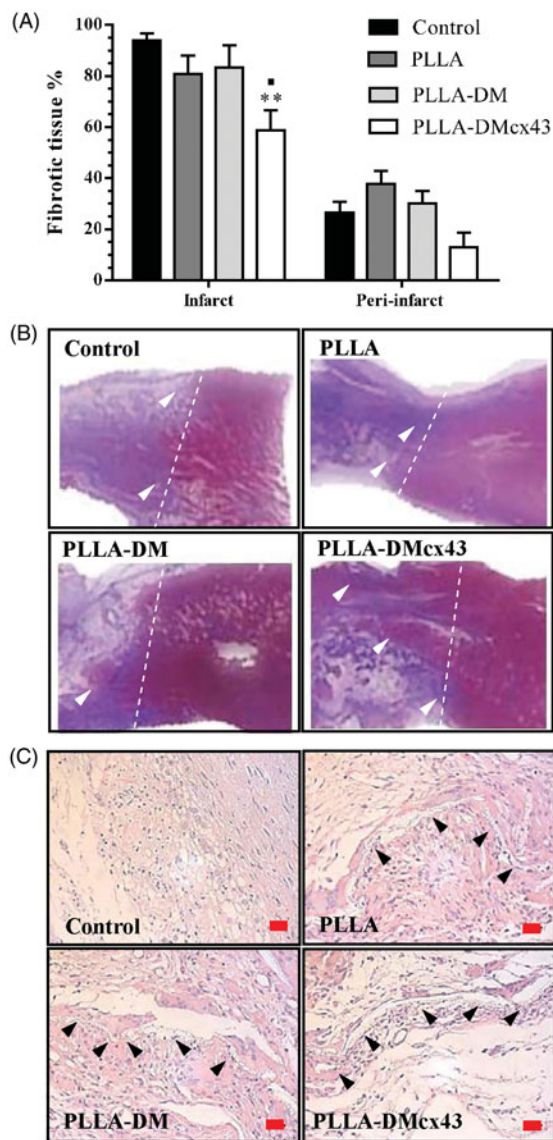 (A)
Fibrotic tissue %
100
80
60
40
20
0
■
**
Control
PLLA
PLLA-DM
PLLA-DMcx43
Infarct
Peri-infarct
(B)
Control
PLLA
PLLA-DM
PLLA-DMcx43
(C)
Control
PLLA
PLLA-DM
PLLA-DMcx43